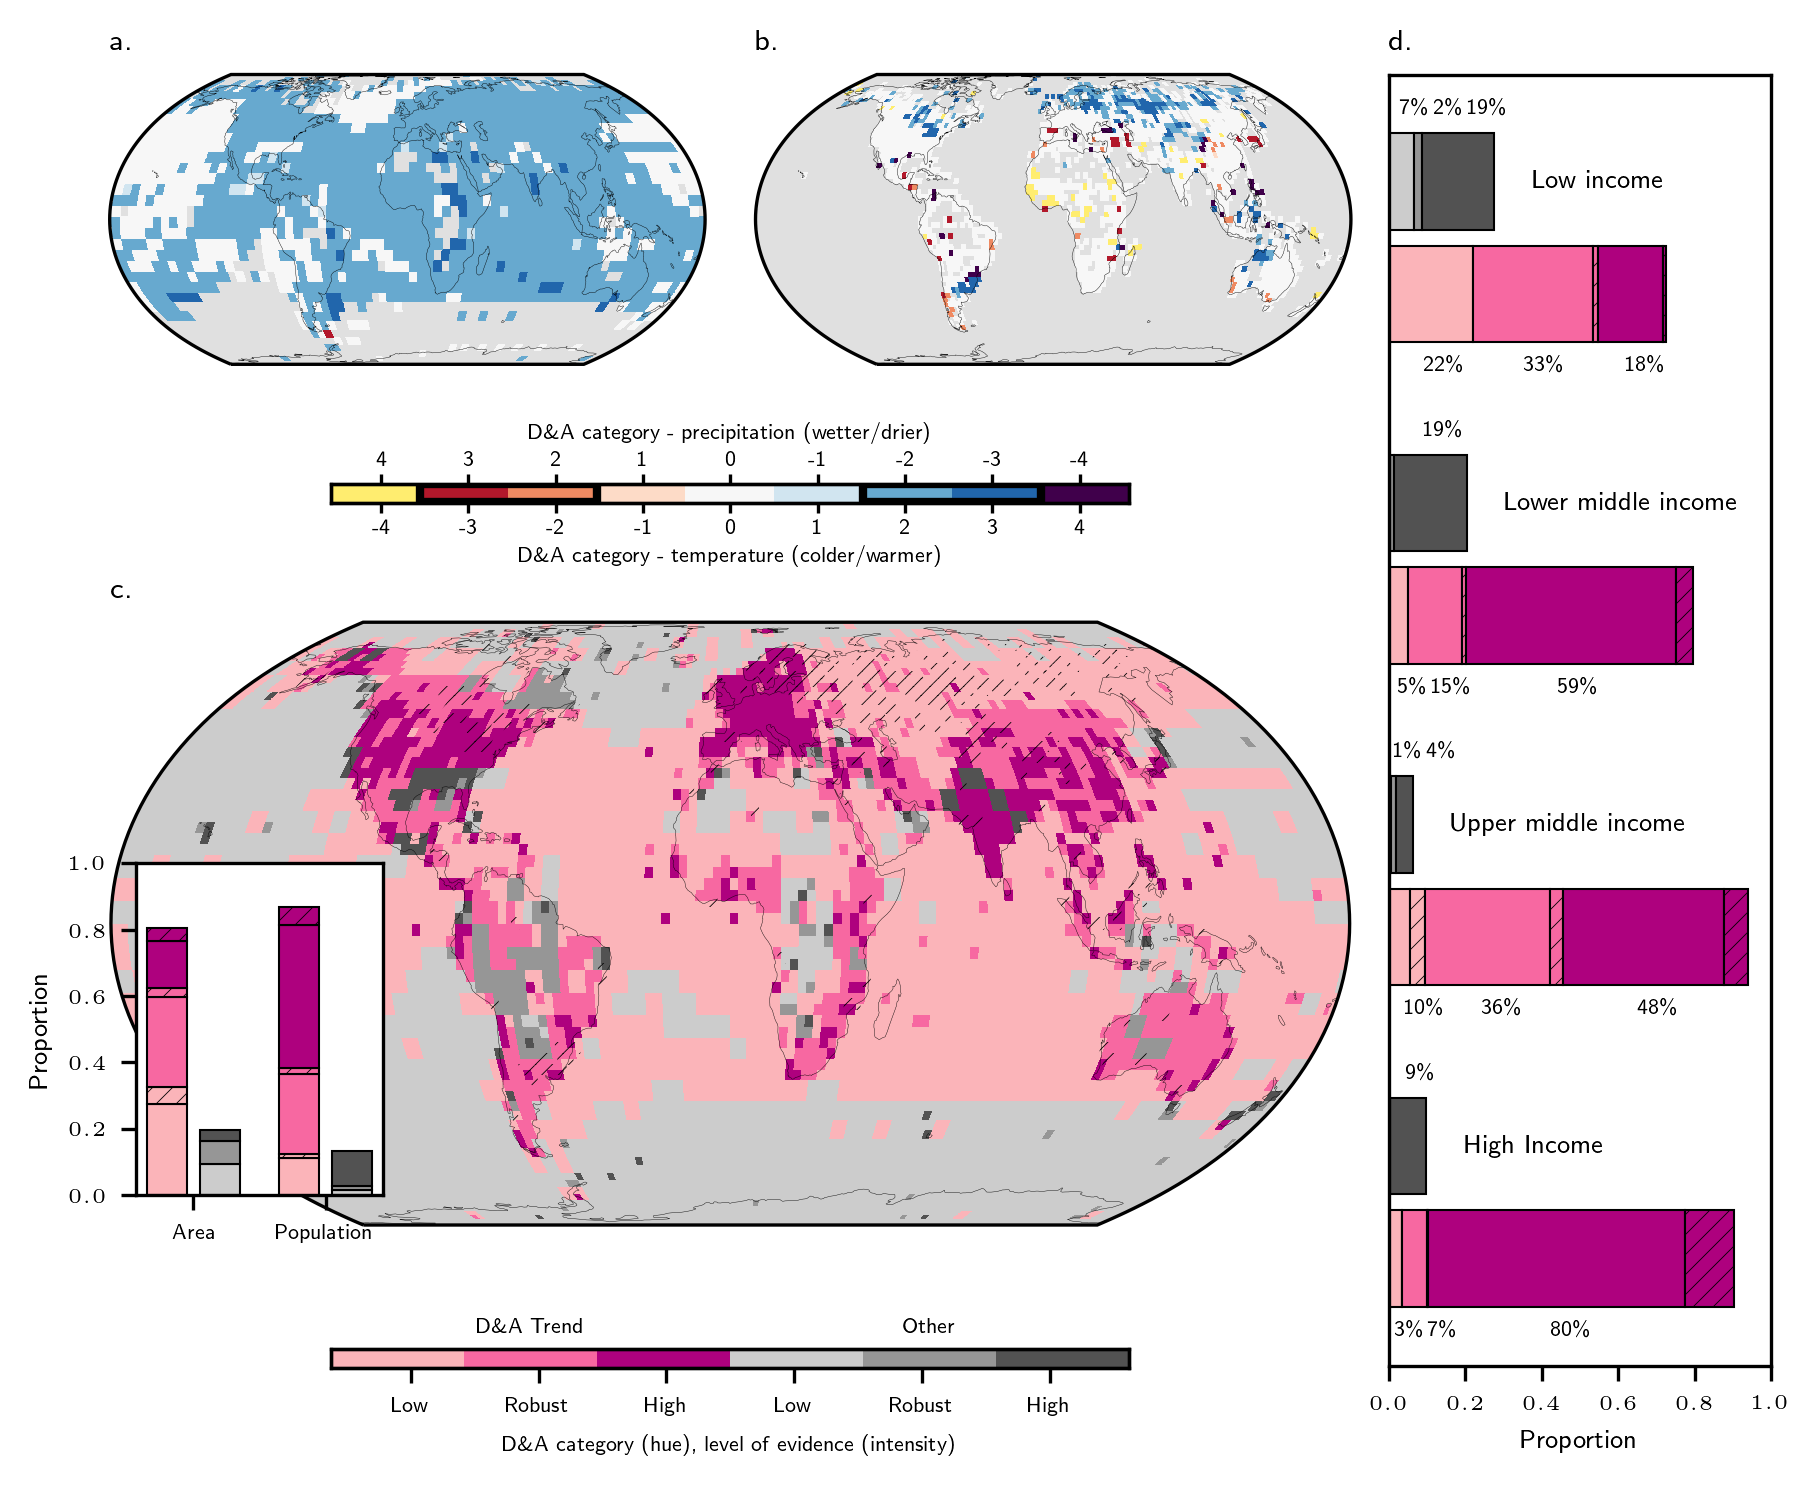 a.
b.
d.
7% 2% 19%
Low income
22% 33% 18%
19%
Lower middle income
5% 15% 59%
1% 4%
Upper middle income
10% 36% 48%
9%
High Income
3% 7% 80%
0.0 0.2 0.4 0.6 0.8 1.0
Proportion
D&A category - precipitation (wetter/drier)
4 3 2 1 0 -1 -2 -3 -4
-4 -3 -2 -1 0 1 2 3 4
D&A category - temperature (colder/warmer)
c.
1.0
0.8
0.6
0.4
0.2
0.0
Proportion
Area Population
D&A Trend Other
Low Robust High Low Robust High
D&A category (hue), level of evidence (intensity)